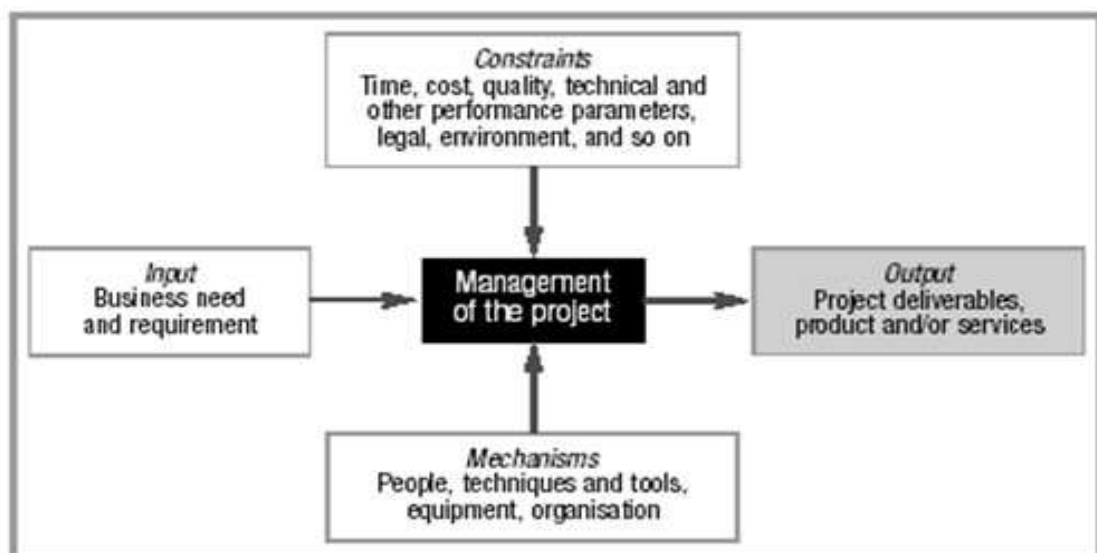 Constraints
Time, cost, quality, technical and
other performance parameters,
legal, environment, and so on
Input
Business need
and requirement
Management
of the project
Output
Project deliverables,
product and/or services
Mechanisms
People, techniques and tools,
equipment, organisation